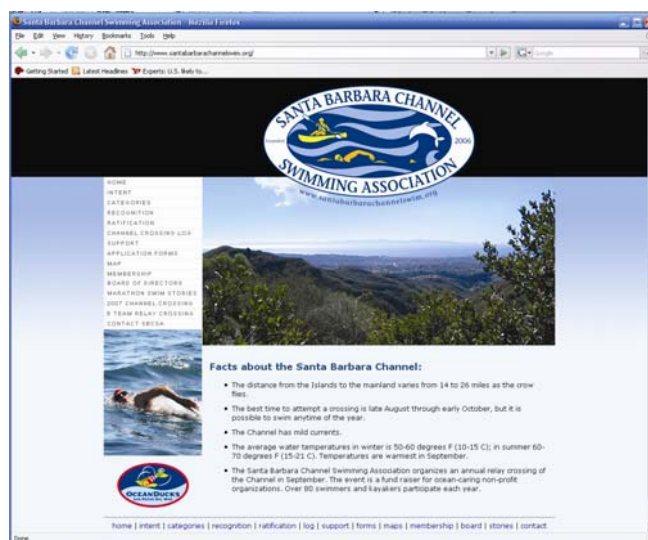 Santa Barbara Channel Swimming Association - Mozilla Firefox
File Edit View History Bookmarks Tools Help
http://www.santabarbarachannelswim.org/
Google
Getting Started Latest Headlines Experts: U.S. likely to...
SANTA BARBARA CHANNEL
2006
SWIMMING ASSOCIATION
www.santabarbarachannelswim.org
HOME
INTENT
CATEGORIES
RECOGNITION
RATIFICATION
CHANNEL CROSSING LOG
SUPPORT
APPLICATION FORMS
MAP
MEMBERSHIP
BOARD OF DIRECTORS
MARATHON SWIM STORIES
2007 CHANNEL CROSSING
6 TEAM RELAY CROSSING
CONTACT SBCSA
Facts about the Santa Barbara Channel:
The distance from the Islands to the mainland varies from 14 to 26 miles as the crow
flies.
The best time to attempt a crossing is late August through early October, but it is
possible to swim anytime of the year.
The Channel has mild currents.
The average water temperatures in winter is 50-60 degrees F (10-15 C); in summer 60-
70 degrees F (15-21 C). Temperatures are warmest in September.
The Santa Barbara Channel Swimming Association organizes an annual relay crossing of
the Channel in September. The event is a fund raiser for ocean-caring non-profit
organizations. Over 80 swimmers and kayakers participate each year.
OCEANDUCKS
home | intent | categories | recognition | ratification | log | support | forms | maps | membership | board | stories | contact
Done